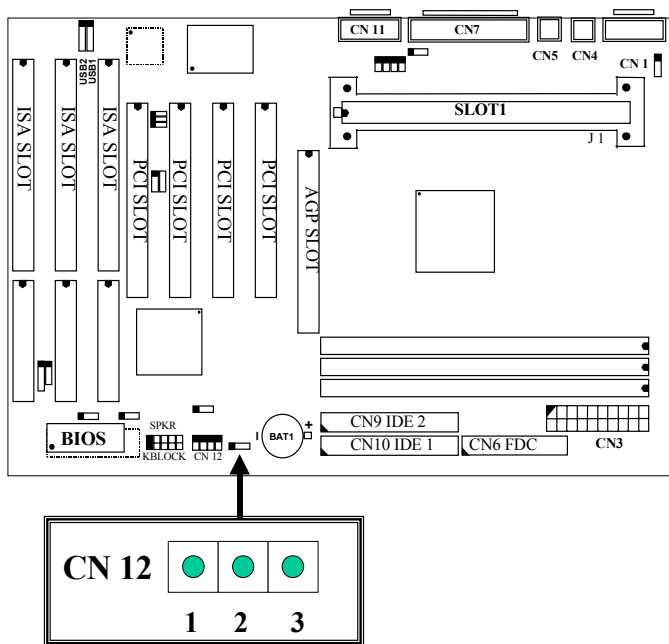 CN 11
CN7
CN5
CN4
CN 1
USB2
USB1
SLOT1
J 1
ISA SLOT
ISA SLOT
ISA SLOT
PCI SLOT
PCI SLOT
PCI SLOT
PCI SLOT
AGP SLOT
BIOS
SPKR
KBLOCK
CN 12
BAT1
+
CN9 IDE 2
CN10 IDE 1
CN6 FDC
CN3
CN 12
1 2 3